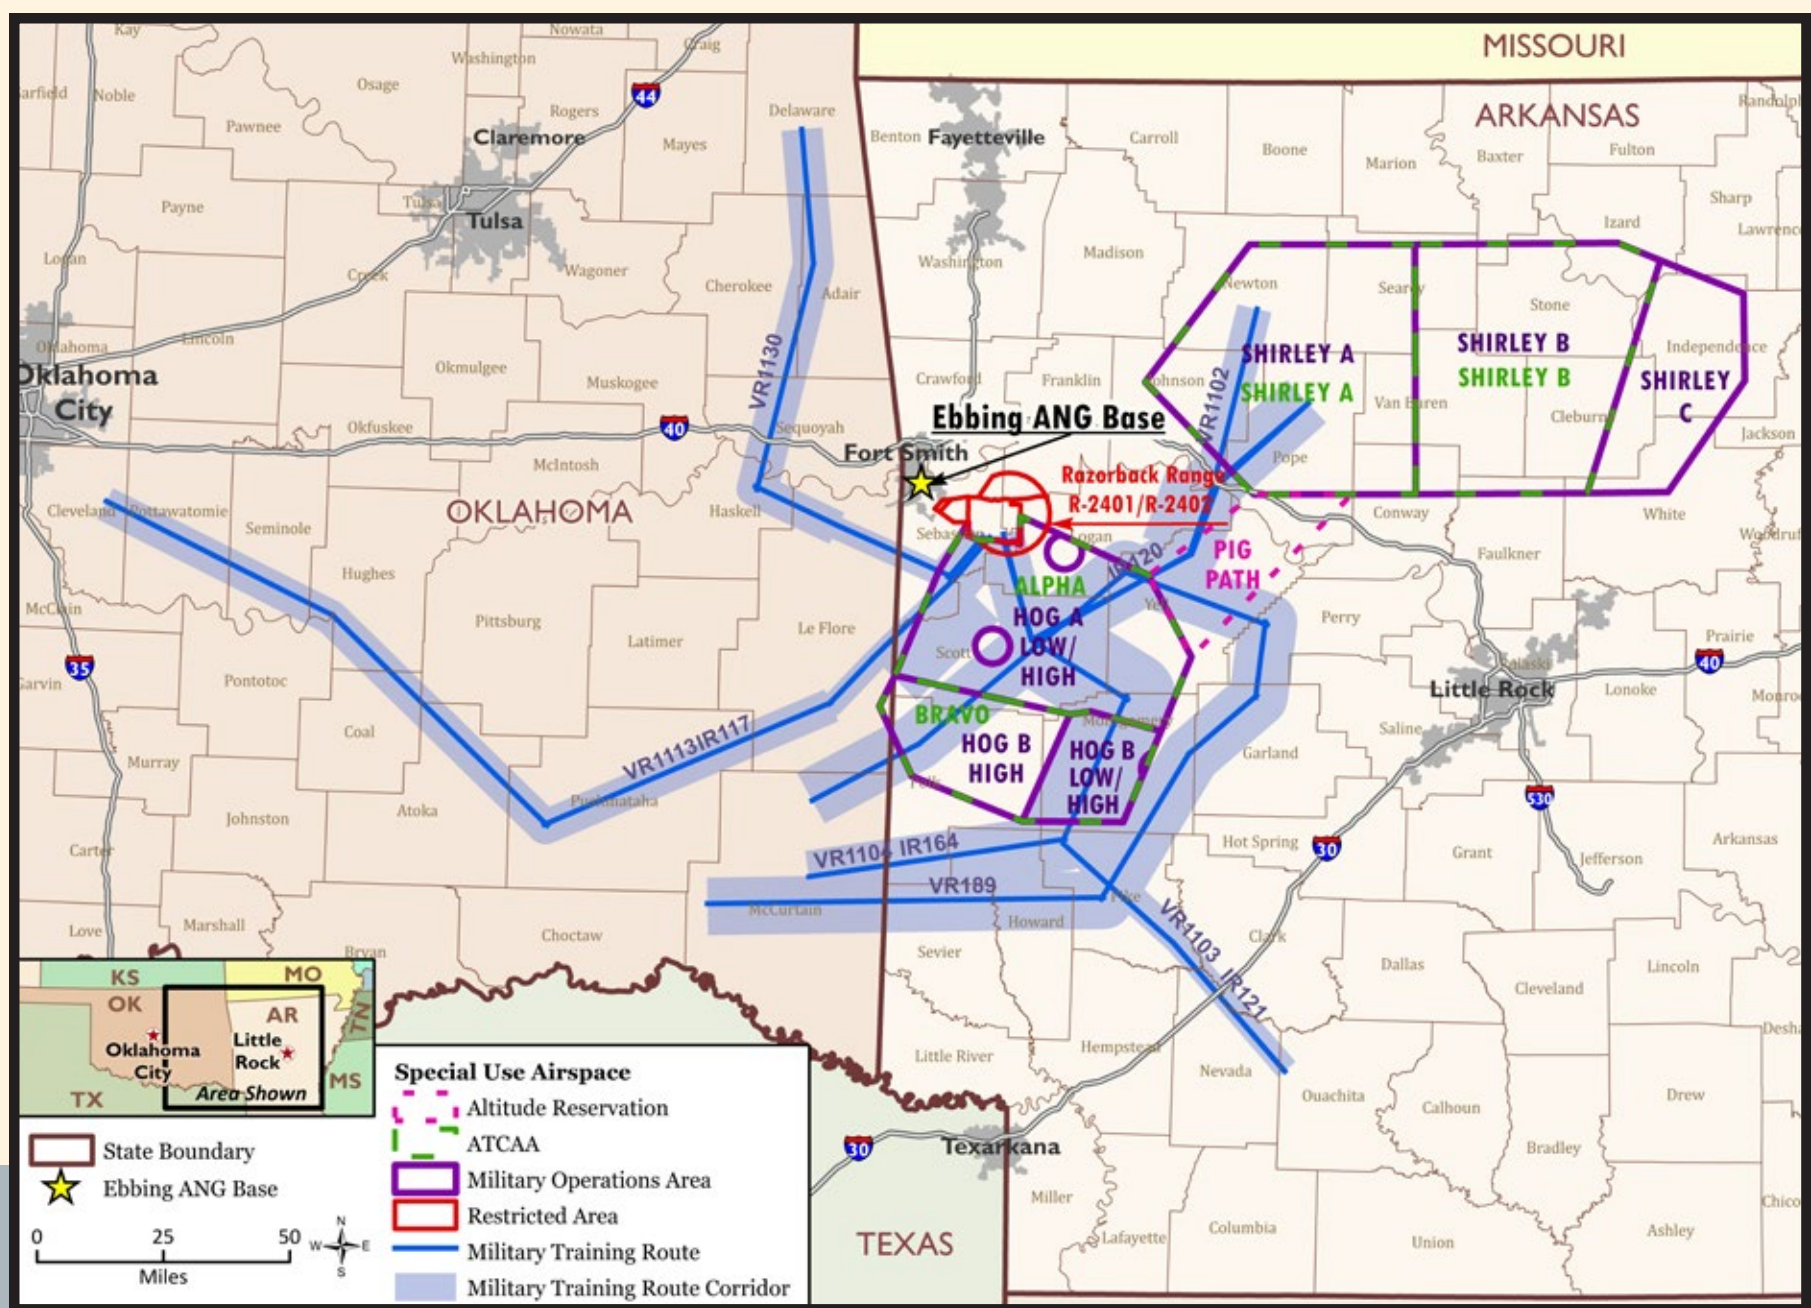 MISSOURI
ARKANSAS
OKLAHOMA
TEXAS
Kay
Nowata
Craig
Washington
Osage
Rogers
Delaware
Noble
Pawnee
Claremore
Mayes
44
Benton
Fayetteville
Carroll
Boone
Marion
Baxter
Fulton
Sharp
Izard
Payne
Tulsa
Tulsa
Logan
Creek
Wagoner
Cherokee
Adair
Washington
Madison
Newton
Searcy
Stone
Independence
Oklahoma
Lincoln
Oklahoma
City
Okmulgee
Muskogee
VR1130
Crawford
Franklin
Johnson
VR1102
SHIRLEY A
SHIRLEY A
SHIRLEY B
SHIRLEY B
SHIRLEY
C
Van Buren
Cleburne
Jackson
Okfuskee
40
Sequoyah
McIntosh
Ebbing ANG Base
Fort Smith
Pope
Razorback Range
R-2401/R-2402
Cleveland
Pottawatomie
Seminole
Haskell
Logan
Conway
White
Faulkner
PIG
PATH
Hughes
ALPHA
HOG A
LOW/
HIGH
Yell
Perry
McClain
Pittsburg
Latimer
Le Flore
Scott
Prairie
35
Pontotoc
Little Rock
Pulaski
40
Lonoke
BRAVO
HOG B
HIGH
HOG B
LOW/
HIGH
Montgomery
Polk
Garland
Saline
Coal
VR1113IR117
Murray
Pushmataha
Atoka
Johnston
Carter
530
VR1104 IR164
VR189
Hot Spring
30
Grant
Jefferson
Arkansas
McCurtain
Pike
Howard
VR1103 IR121
Clark
Love
Marshall
Bryan
Choctaw
Sevier
Dallas
Cleveland
Lincoln
Little River
Hempstead
Nevada
Ouachita
Calhoun
Bradley
Drew
30
Texarkana
Miller
Lafayette
Columbia
Union
Ashley
KS
MO
OK
AR
TN
Oklahoma
City
Little
Rock
MS
TX
Area Shown
State Boundary
Ebbing ANG Base
0 25 50
Miles
N
W E
S
Special Use Airspace
Altitude Reservation
ATCAA
Military Operations Area
Restricted Area
Military Training Route
Military Training Route Corridor